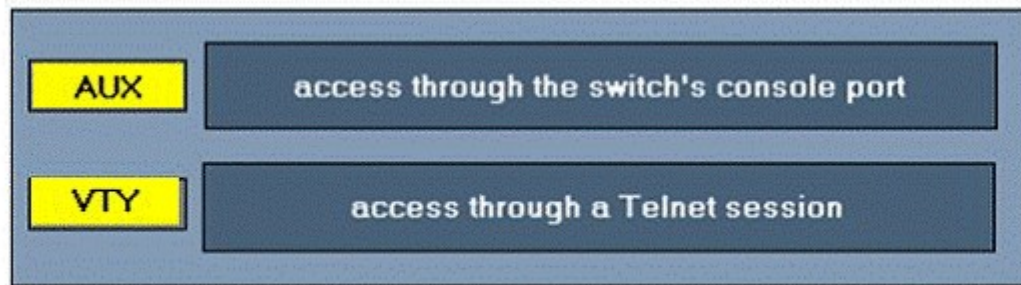 AUX
access through the switch's console port
VTY
access through a Telnet session